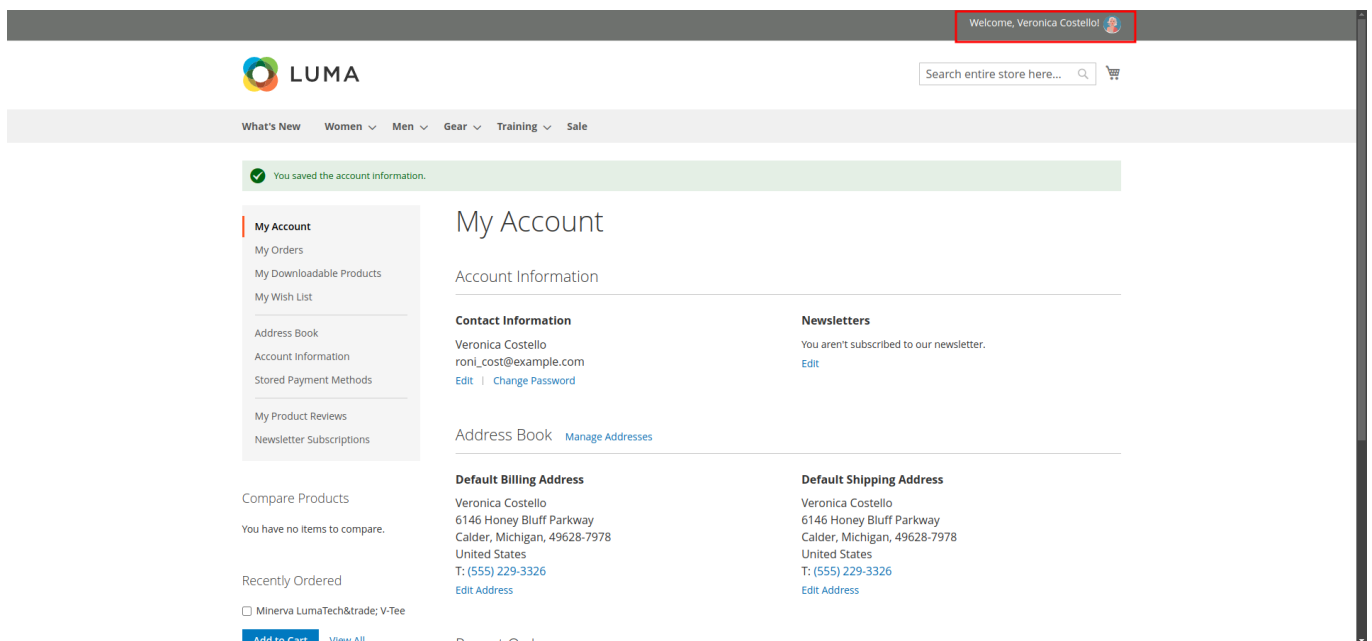 Welcome, Veronica Costello!
LUMA
Search entire store here...
What's New Women Men Gear Training Sale
You saved the account information.
My Account
My Orders
My Downloadable Products
My Wish List
Address Book
Account Information
Stored Payment Methods
My Product Reviews
Newsletter Subscriptions
Compare Products
You have no items to compare.
Recently Ordered
Minerva LumaTech&trade; V-Tee
Add to Cart View All
My Account
Account Information
Contact Information
Veronica Costello
roni_cost@example.com
Edit | Change Password
Newsletters
You aren't subscribed to our newsletter.
Edit
Address Book Manage Addresses
Default Billing Address
Veronica Costello
6146 Honey Bluff Parkway
Calder, Michigan, 49628-7978
United States
T: (555) 229-3326
Edit Address
Default Shipping Address
Veronica Costello
6146 Honey Bluff Parkway
Calder, Michigan, 49628-7978
United States
T: (555) 229-3326
Edit Address